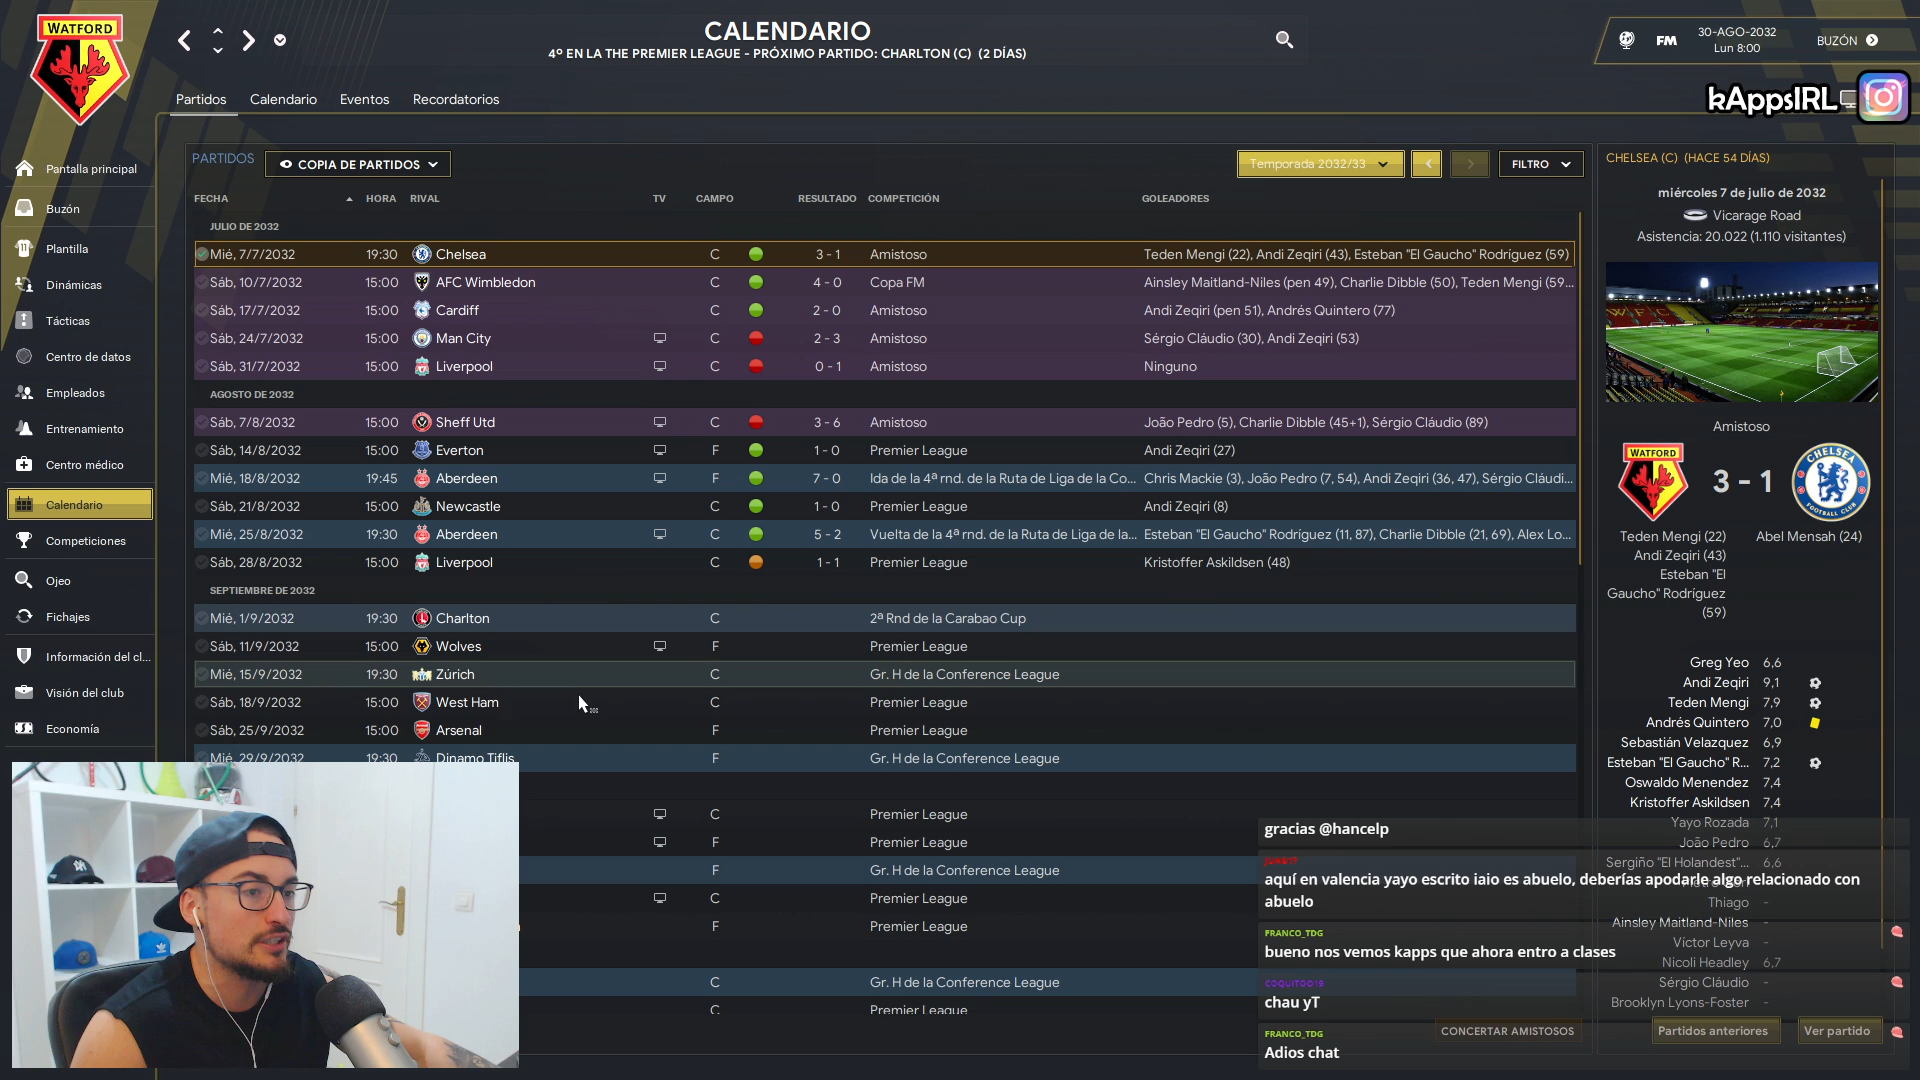 WATFORD
CALENDARIO
4º EN LA THE PREMIER LEAGUE - PRÓXIMO PARTIDO: CHARLTON (C) (2 DÍAS)
FM
30-AGO-2032
Lun 8:00
BUZÓN
kAppsIRL
Partidos
Calendario
Eventos
Recordatorios
Pantalla principal
Buzón
Plantilla
Dinámicas
Tácticas
Centro de datos
Empleados
Entrenamiento
Centro médico
Calendario
Competiciones
Ojeo
Fichajes
Información del cl...
Visión del club
Economía
PARTIDOS
COPIA DE PARTIDOS
Temporada 2032/33
FILTRO
FECHA HORA RIVAL TV CAMPO RESULTADO COMPETICIÓN GOLEADORES
JULIO DE 2032
Mié, 7/7/2032 19:30 Chelsea C 3 - 1 Amistoso Teden Mengi (22), Andi Zeqiri (43), Esteban "El Gaucho" Rodríguez (59)
Sáb, 10/7/2032 15:00 AFC Wimbledon C 4 - 0 Copa FM Ainsley Maitland-Niles (pen 49), Charlie Dibble (50), Teden Mengi (59...
Sáb, 17/7/2032 15:00 Cardiff C 2 - 0 Amistoso Andi Zeqiri (pen 51), Andrés Quintero (77)
Sáb, 24/7/2032 15:00 Man City C 2 - 3 Amistoso Sérgio Cláudio (30), Andi Zeqiri (53)
Sáb, 31/7/2032 15:00 Liverpool C 0 - 1 Amistoso Ninguno
AGOSTO DE 2032
Sáb, 7/8/2032 15:00 Sheff Utd C 3 - 6 Amistoso João Pedro (5), Charlie Dibble (45+1), Sérgio Cláudio (89)
Sáb, 14/8/2032 15:00 Everton F 1 - 0 Premier League Andi Zeqiri (27)
Mié, 18/8/2032 19:45 Aberdeen F 7 - 0 Ida de la 4ª rnd. de la Ruta de Liga de la Co... Chris Mackie (3), João Pedro (7, 54), Andi Zeqiri (36, 47), Sérgio Cláudi...
Sáb, 21/8/2032 15:00 Newcastle C 1 - 0 Premier League Andi Zeqiri (8)
Mié, 25/8/2032 19:30 Aberdeen C 5 - 2 Vuelta de la 4ª rnd. de la Ruta de Liga de la... Esteban "El Gaucho" Rodríguez (11, 87), Charlie Dibble (21, 69), Alex Lo...
Sáb, 28/8/2032 15:00 Liverpool C 1 - 1 Premier League Kristoffer Askildsen (48)
SEPTIEMBRE DE 2032
Mié, 1/9/2032 19:30 Charlton C 2ª Rnd de la Carabao Cup
Sáb, 11/9/2032 15:00 Wolves F Premier League
Mié, 15/9/2032 19:30 Zúrich C Gr. H de la Conference League
Sáb, 18/9/2032 15:00 West Ham C Premier League
Sáb, 25/9/2032 15:00 Arsenal F Premier League
Mié, 29/9/2032 19:30 Dinamo Tiflis F Gr. H de la Conference League
C Premier League
F Premier League
F Gr. H de la Conference League
C Premier League
F Premier League
C Gr. H de la Conference League
C Premier League
CONCERTAR AMISTOSOS
CHELSEA (C) (HACE 54 DÍAS)
miércoles 7 de julio de 2032
Vicarage Road
Asistencia: 20.022 (1.110 visitantes)
Amistoso
WATFORD
3 - 1
CHELSEA
FOOTBALL CLUB
Teden Mengi (22)
Andi Zeqiri (43)
Esteban "El
Gaucho" Rodríguez
(59)
Abel Mensah (24)
Greg Yeo 6,6
Andi Zeqiri 9,1
Teden Mengi 7,9
Andrés Quintero 7,0
Sebastián Velazquez 6,9
Esteban "El Gaucho" R... 7,2
Oswaldo Menendez 7,4
Kristoffer Askildsen 7,4
Yayo Rozada 7,1
João Pedro 6,7
Sergiño "El Holandest"... 6,6
Thiago -
Ainsley Maitland-Niles -
Víctor Leyva -
Nicoli Headley 6,7
Sérgio Cláudio -
Brooklyn Lyons-Foster -
Partidos anteriores
Ver partido
gracias @hancelp
aquí en valencia yayo escrito iaio es abuelo, deberías apodarle algo relacionado con
abuelo
FRANCO_TDG
bueno nos vemos kapps que ahora entro a clases
COQUITOO19
chau yT
FRANCO_TDG
Adios chat